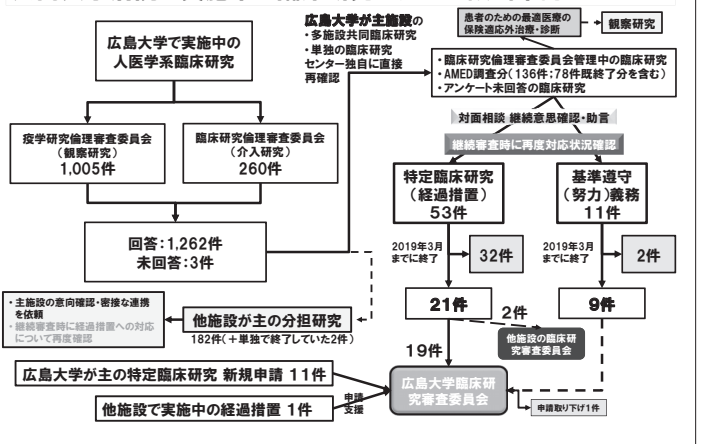 広島大学で実施中の
人医学系臨床研究
疫学研究倫理審査委員会
(観察研究)
1,005件
臨床研究倫理審査委員会
(介入研究)
260件
回答:1,262件
未回答:3件
広島大学が主施設の
・多施設共同臨床研究
・単独の臨床研究
センター独自に直接
再確認
患者のための最適医療の
保険適応外治療・診断
観察研究
・臨床研究倫理審査委員会管理中の臨床研究
・AMED調査分(136件;78件既終了分を含む)
・アンケート未回答の臨床研究
対面相談 継続意思確認・助言
継続審査時に再度対応状況確認
特定臨床研究
(経過措置)
53件
基準遵守
(努力)義務
11件
2019年3月
までに終了
32件
2019年3月
までに終了
2件
21件
9件
2件
他施設の臨床研
究審査委員会
19件
・主施設の意向確認・密接な連携
を依頼
・継続審査時に経過措置への対応
について再度確認
他施設が主の分担研究
182件(+単独で終了していた2件)
広島大学が主の特定臨床研究 新規申請 11件
他施設で実施中の経過措置 1件
申請
支援
広島大学臨床研
究審査委員会
申請取り下げ1件